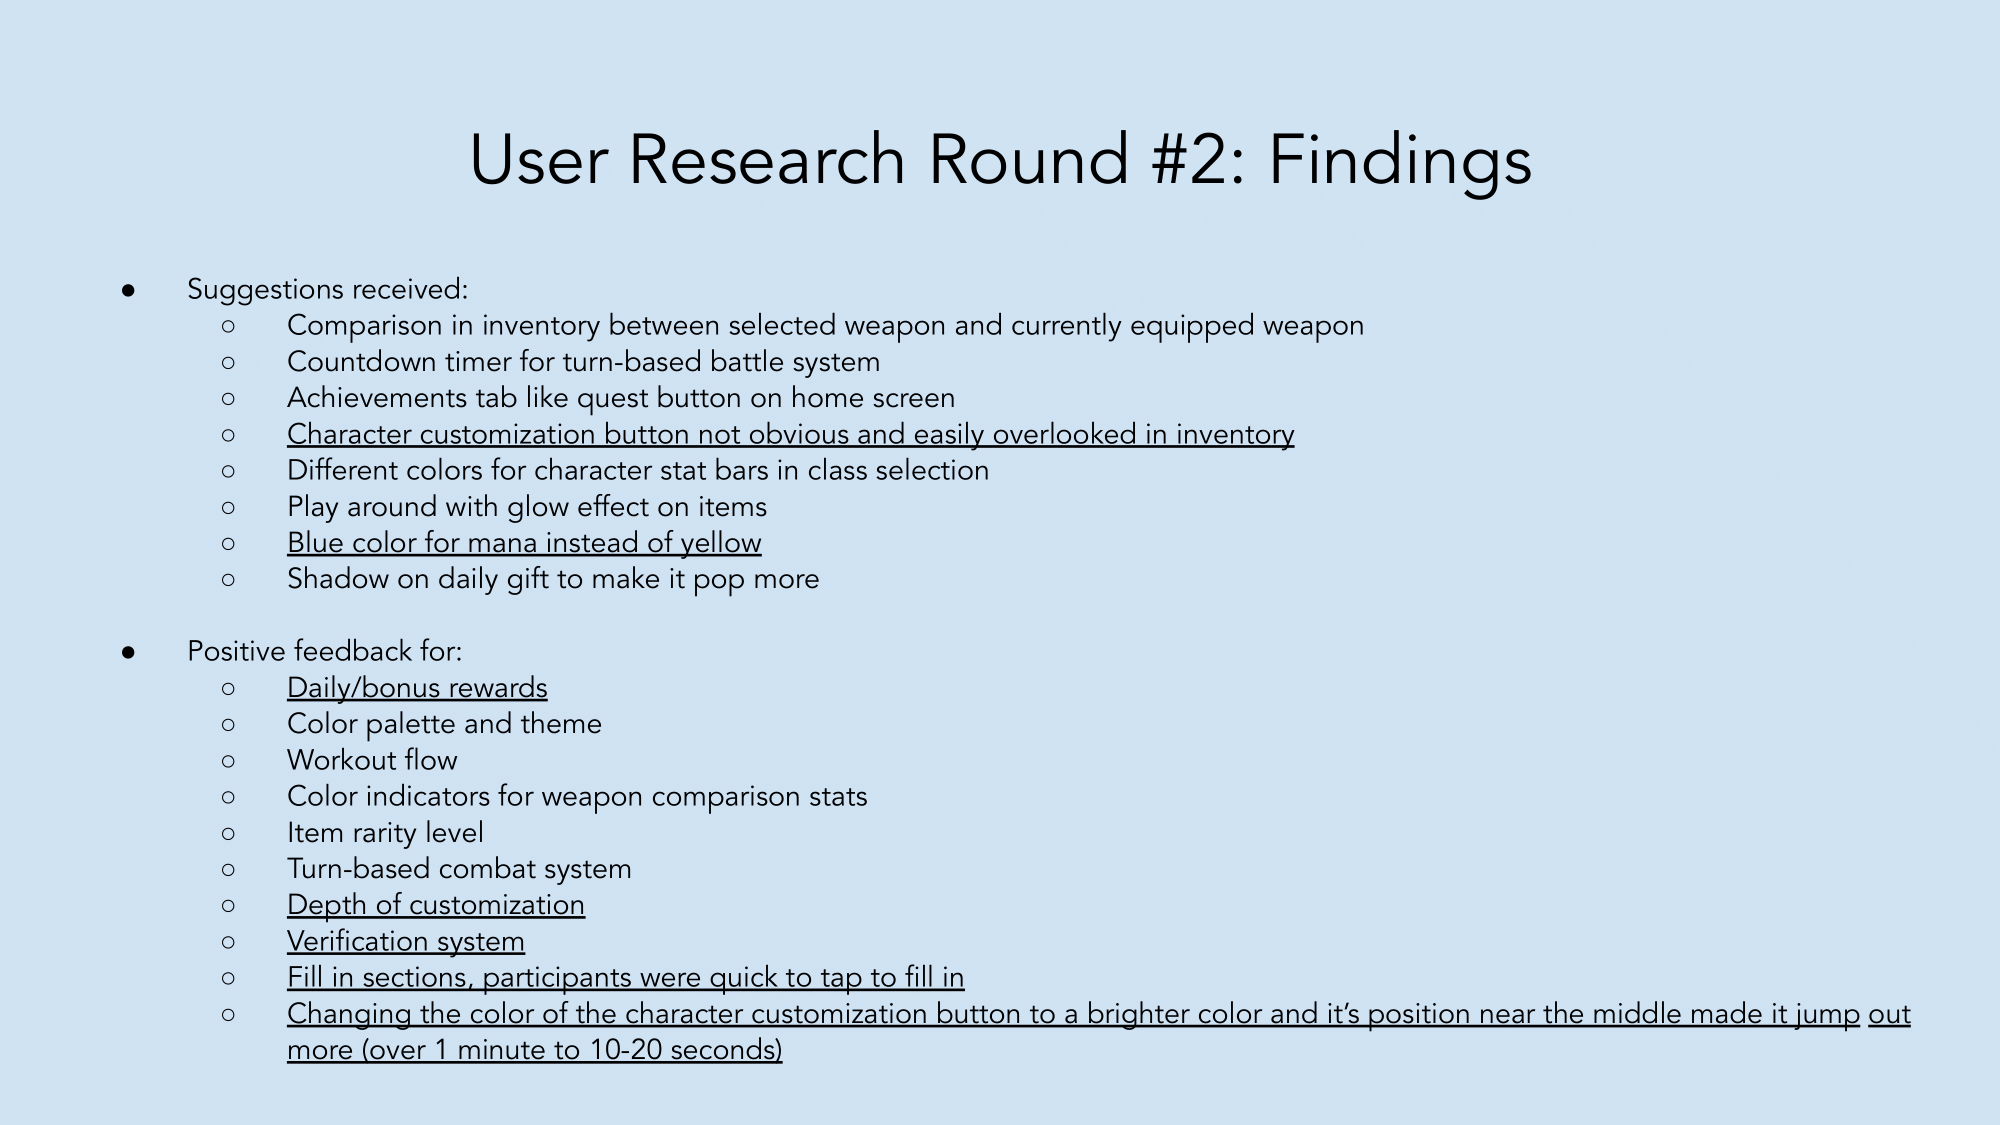 User Research Round #2: Findings
● Suggestions received:
○ Comparison in inventory between selected weapon and currently equipped weapon
○ Countdown timer for turn-based battle system
○ Achievements tab like quest button on home screen
○ Character customization button not obvious and easily overlooked in inventory
○ Different colors for character stat bars in class selection
○ Play around with glow effect on items
○ Blue color for mana instead of yellow
○ Shadow on daily gift to make it pop more
● Positive feedback for:
○ Daily/bonus rewards
○ Color palette and theme
○ Workout flow
○ Color indicators for weapon comparison stats
○ Item rarity level
○ Turn-based combat system
○ Depth of customization
○ Verification system
○ Fill in sections, participants were quick to tap to fill in
○ Changing the color of the character customization button to a brighter color and it’s position near the middle made it jump out
more (over 1 minute to 10-20 seconds)